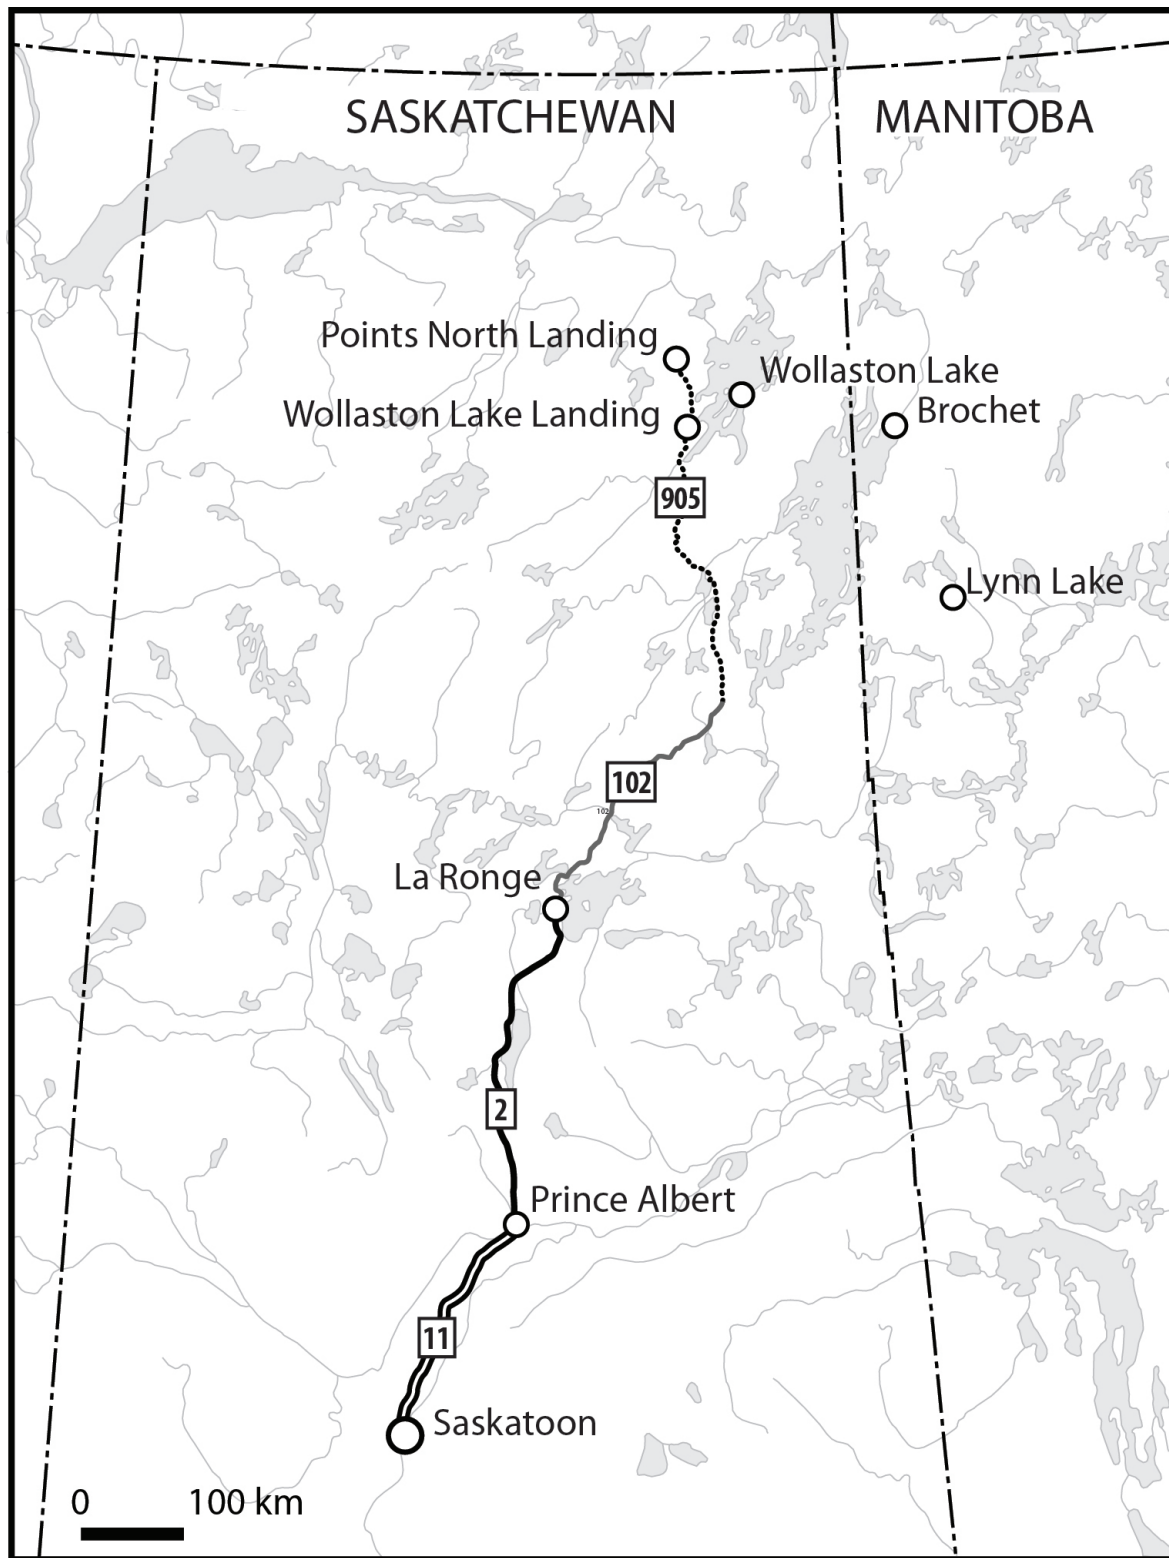 SASKATCHEWAN
MANITOBA
Points North Landing
Wollaston Lake
Wollaston Lake Landing
Brochet
905
Lynn Lake
102
102
La Ronge
2
Prince Albert
11
Saskatoon
0 100 km